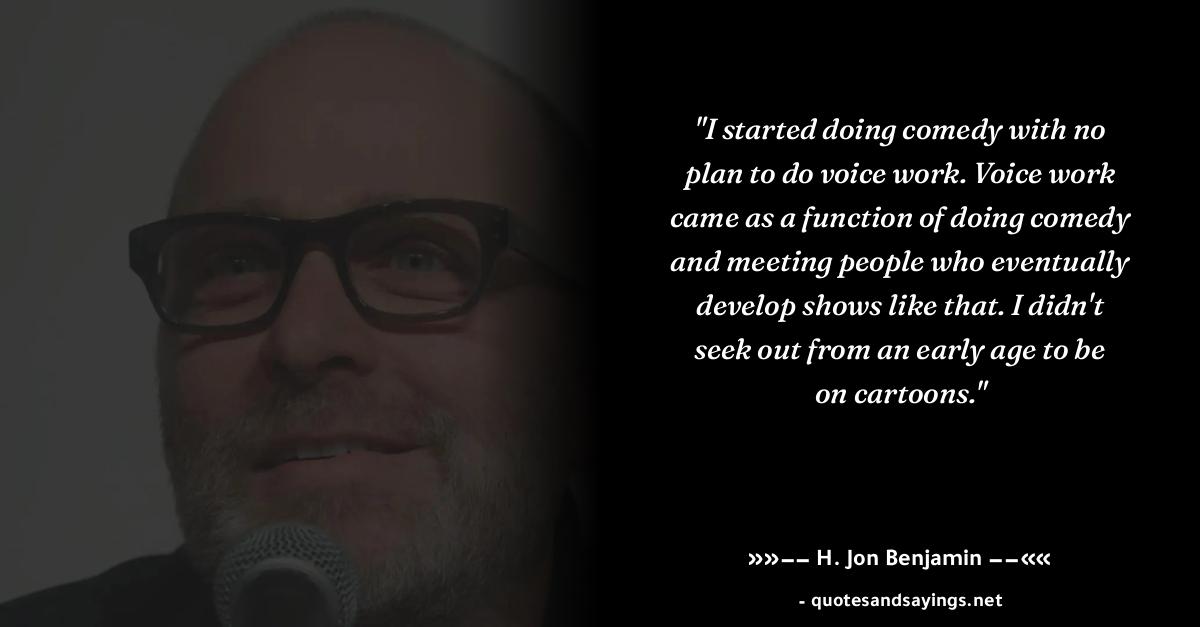 "I started doing comedy with no
plan to do voice work. Voice work
came as a function of doing comedy
and meeting people who eventually
develop shows like that. I didn't
seek out from an early age to be
on cartoons."
»»−− H. Jon Benjamin −−««
- quotesandsayings.net